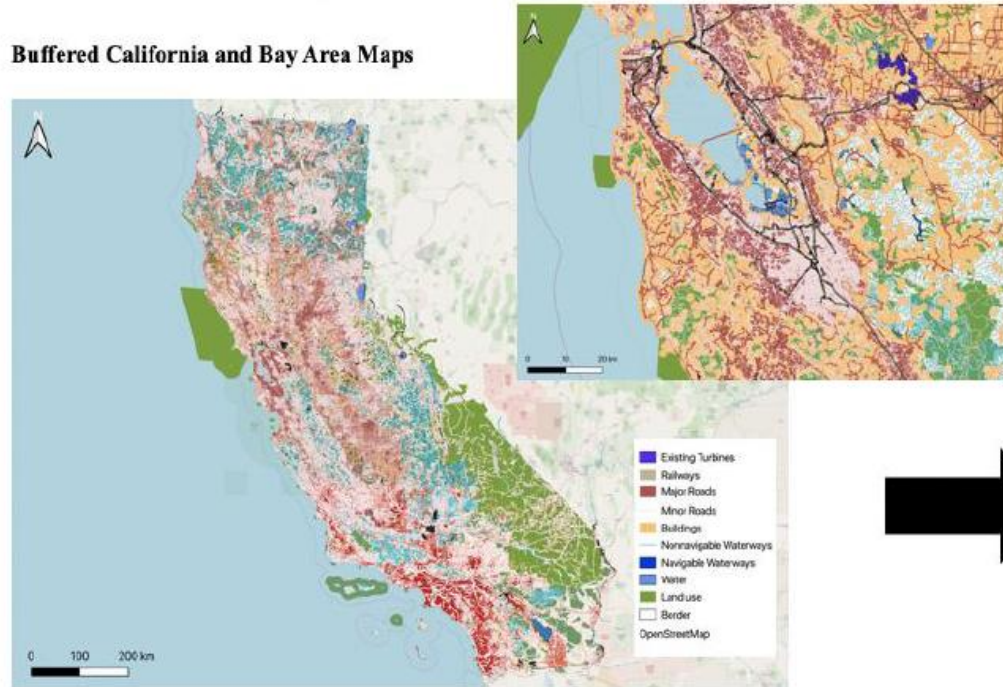 Buffered California and Bay Area Maps
N
N
0 10 20 km
Existing Turbines
Railways
Major Roads
Minor Roads
Buildings
Nonnavigable Waterways
Navigable Waterways
Water
Land use
Border
OpenStreetMap
0 100 200 km